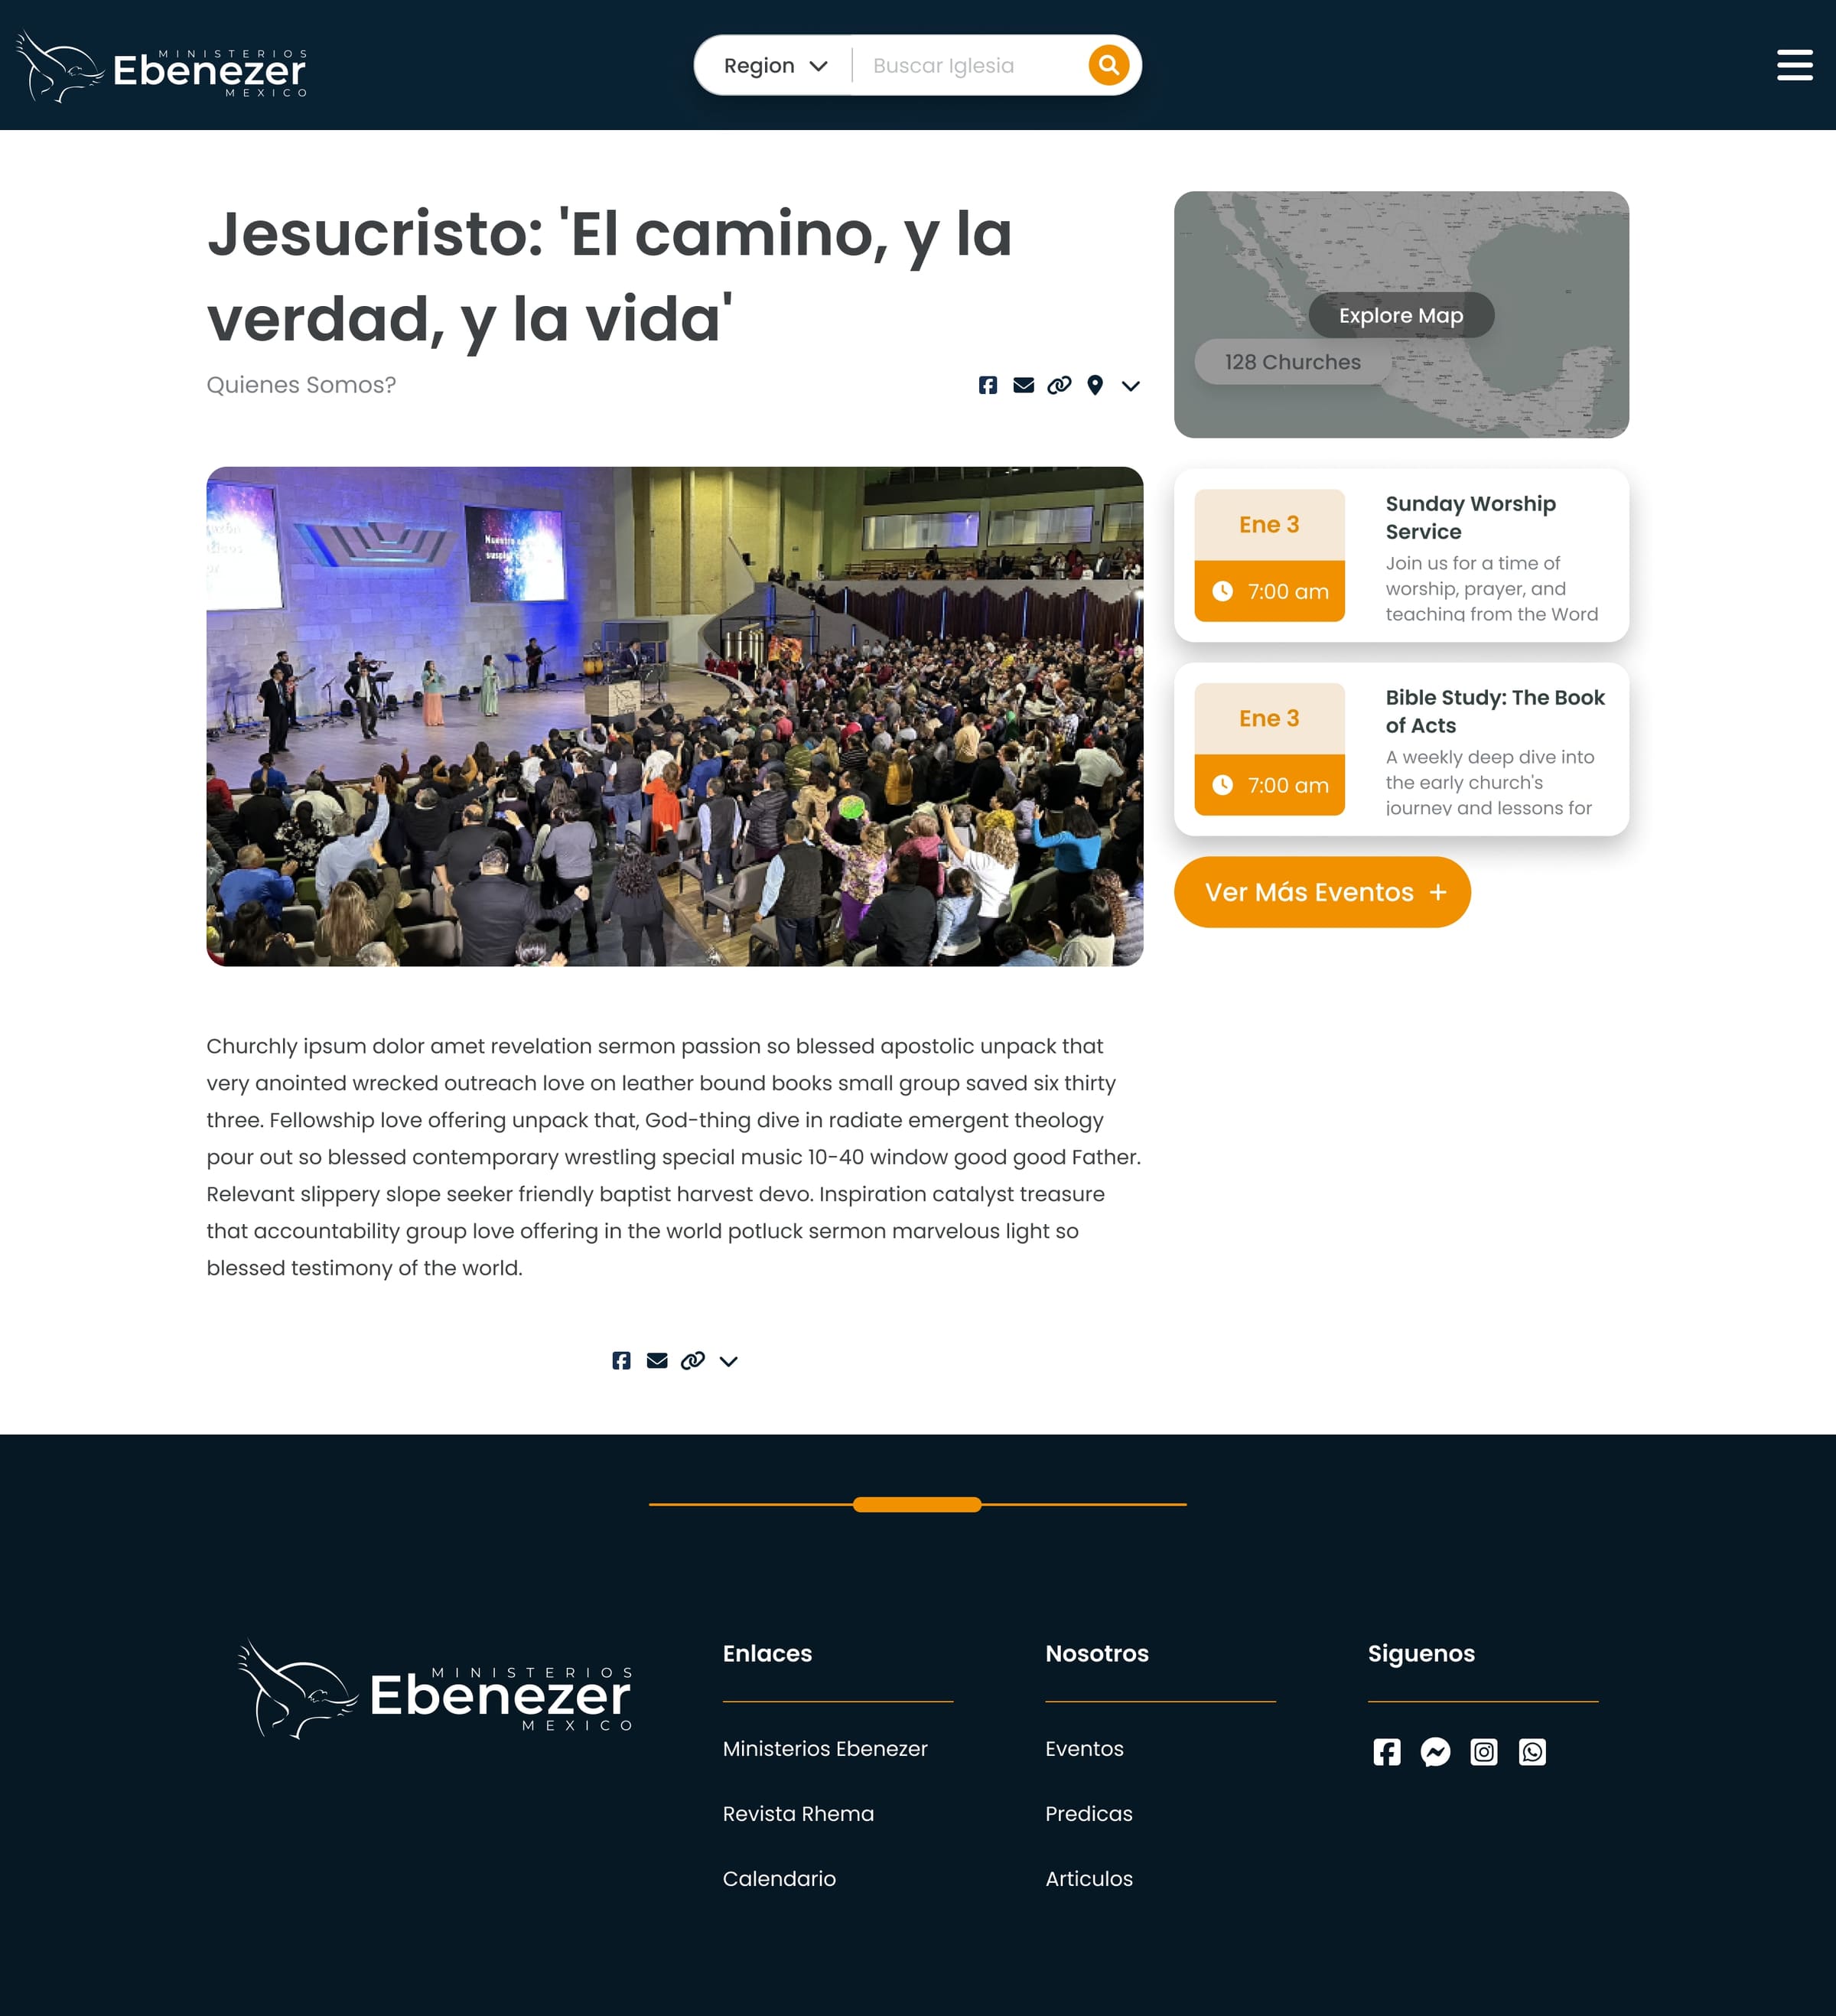 MINISTERIOS
Ebenezer
MEXICO
Region
Buscar Iglesia
Jesucristo: 'El camino, y la
verdad, y la vida'
Quienes Somos?
Explore Map
128 Churches
Ene 3
7:00 am
Sunday Worship
Service
Join us for a time of
worship, prayer, and
teaching from the Word
Ene 3
7:00 am
Bible Study: The Book
of Acts
A weekly deep dive into
the early church's
journey and lessons for
Ver Más Eventos +
Churchly ipsum dolor amet revelation sermon passion so blessed apostolic unpack that
very anointed wrecked outreach love on leather bound books small group saved six thirty
three. Fellowship love offering unpack that, God-thing dive in radiate emergent theology
pour out so blessed contemporary wrestling special music 10-40 window good good Father.
Relevant slippery slope seeker friendly baptist harvest devo. Inspiration catalyst treasure
that accountability group love offering in the world potluck sermon marvelous light so
blessed testimony of the world.
MINISTERIOS
Ebenezer
MEXICO
Enlaces
Ministerios Ebenezer
Revista Rhema
Calendario
Nosotros
Eventos
Predicas
Articulos
Siguenos